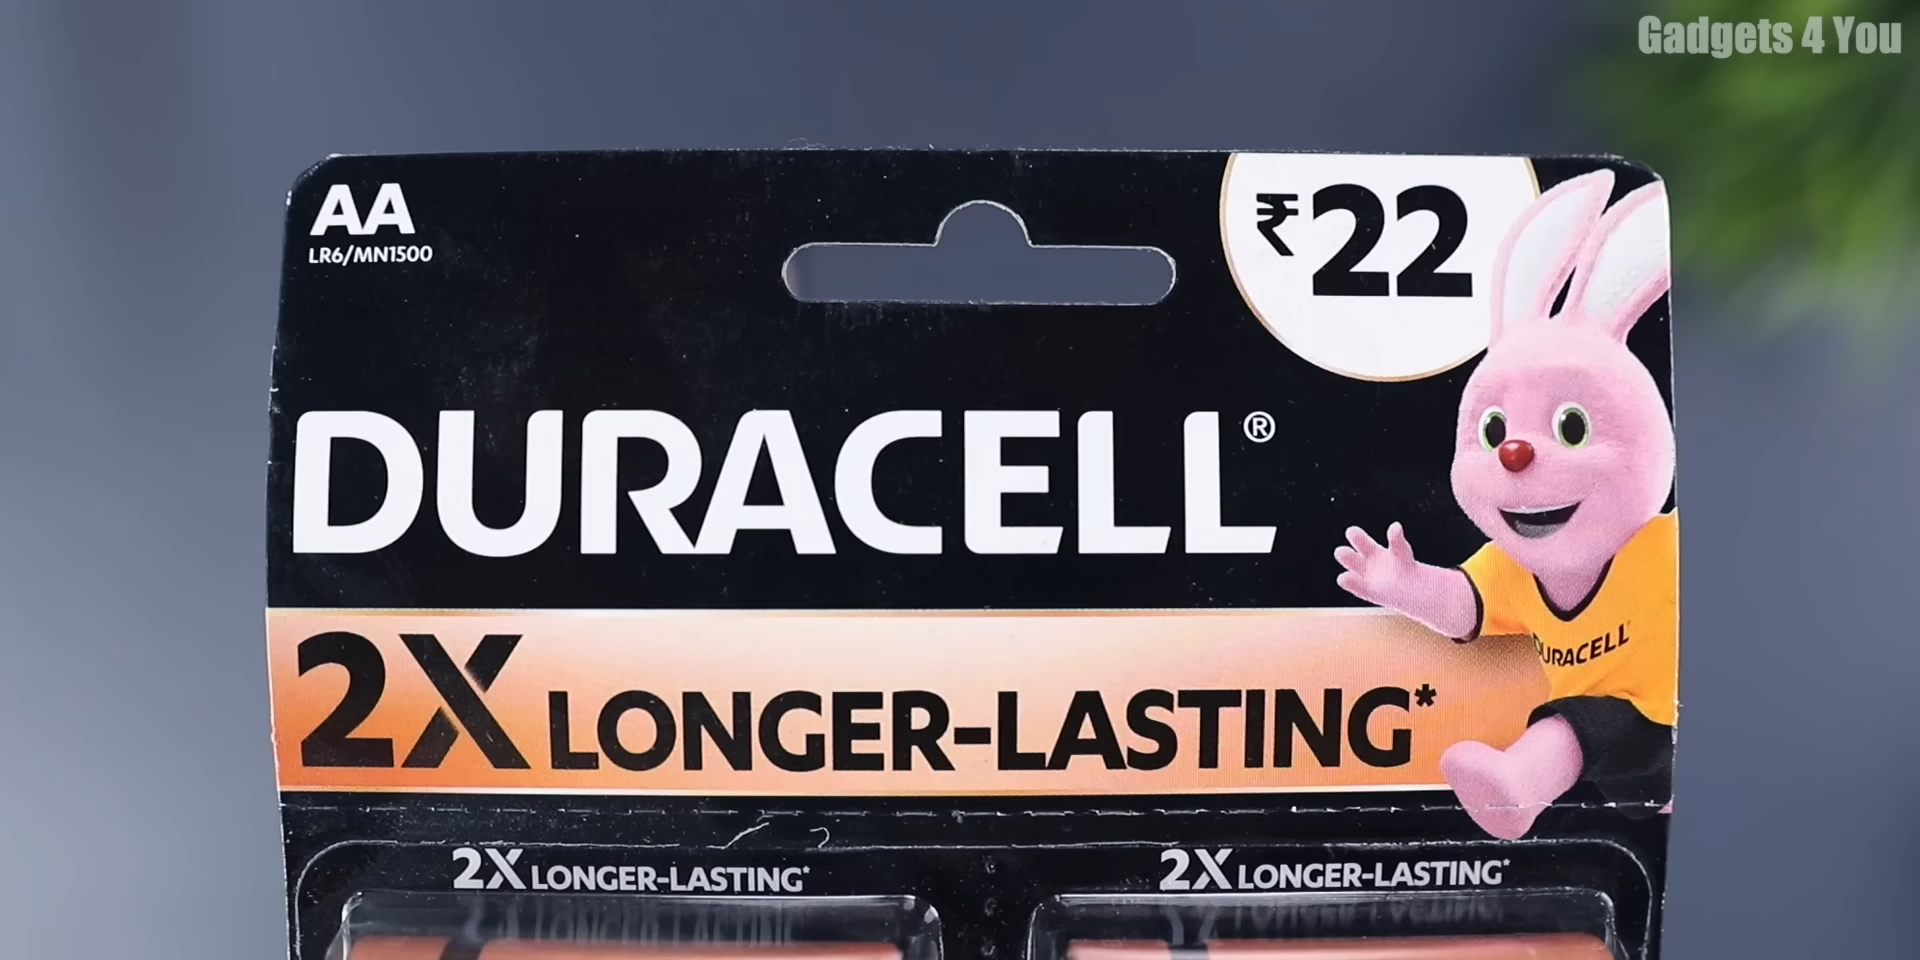 Gadgets 4 You
AA
LR6/MN1500
₹22
DURACELL®
DURACELL
2X LONGER-LASTING*
2X LONGER-LASTING*
2X LONGER-LASTING*